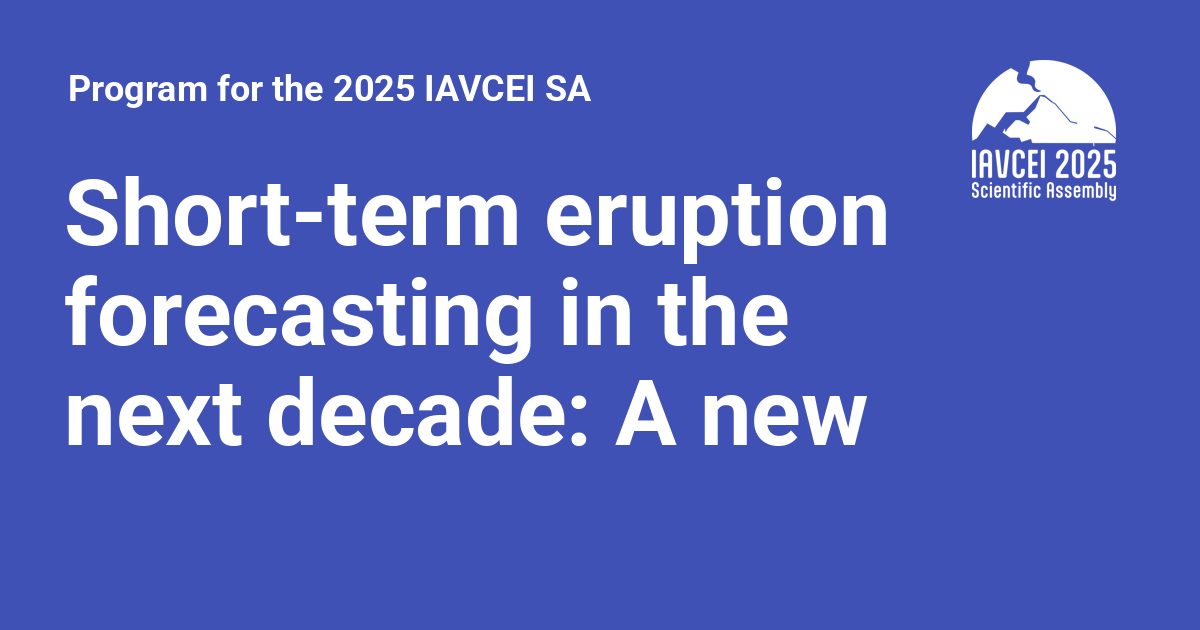 Program for the 2025 IAVCEI SA
IAVCEI 2025
Scientific Assembly
Short-term eruption
forecasting in the
next decade: A new